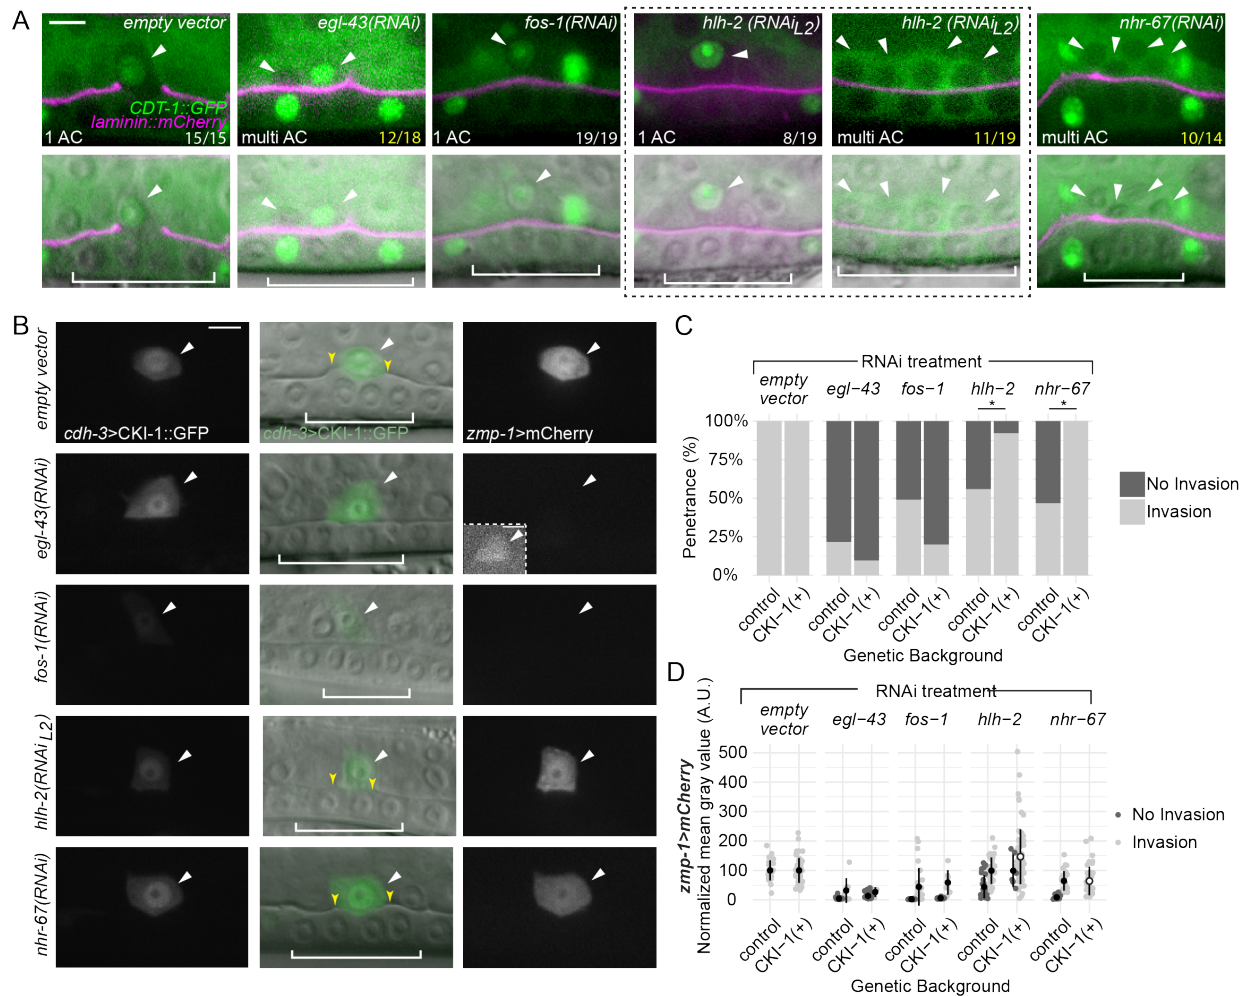 A
empty vector
egl-43(RNAi)
fos-1(RNAi)
hlh-2 (RNAi L2)
hlh-2 (RNAi L2)
nhr-67(RNAi)
CDT-1::GFP
laminin::mCherry
1 AC
15/15
multi AC
12/18
1 AC
19/19
1 AC
8/19
multi AC
11/19
multi AC
10/14
B
empty vector
cdh-3>CKI-1::GFP
cdh-3>CKI-1::GFP
zmp-1>mCherry
egl-43(RNAi)
fos-1(RNAi)
hlh-2(RNAi L2)
nhr-67(RNAi)
C
RNAi treatment
empty
vector
egl−43
fos−1
hlh−2
nhr−67
*
*
Penetrance (%)
100%
75%
50%
25%
0%
No Invasion
Invasion
control
CKI−1(+)
control
CKI−1(+)
control
CKI−1(+)
control
CKI−1(+)
control
CKI−1(+)
Genetic Background
D
RNAi treatment
empty
vector
egl−43
fos−1
hlh−2
nhr−67
zmp-1>mCherry
Normalized mean gray value (A.U.)
500
400
300
200
100
0
No Invasion
Invasion
control
CKI−1(+)
control
CKI−1(+)
control
CKI−1(+)
control
CKI−1(+)
control
CKI−1(+)
Genetic Background